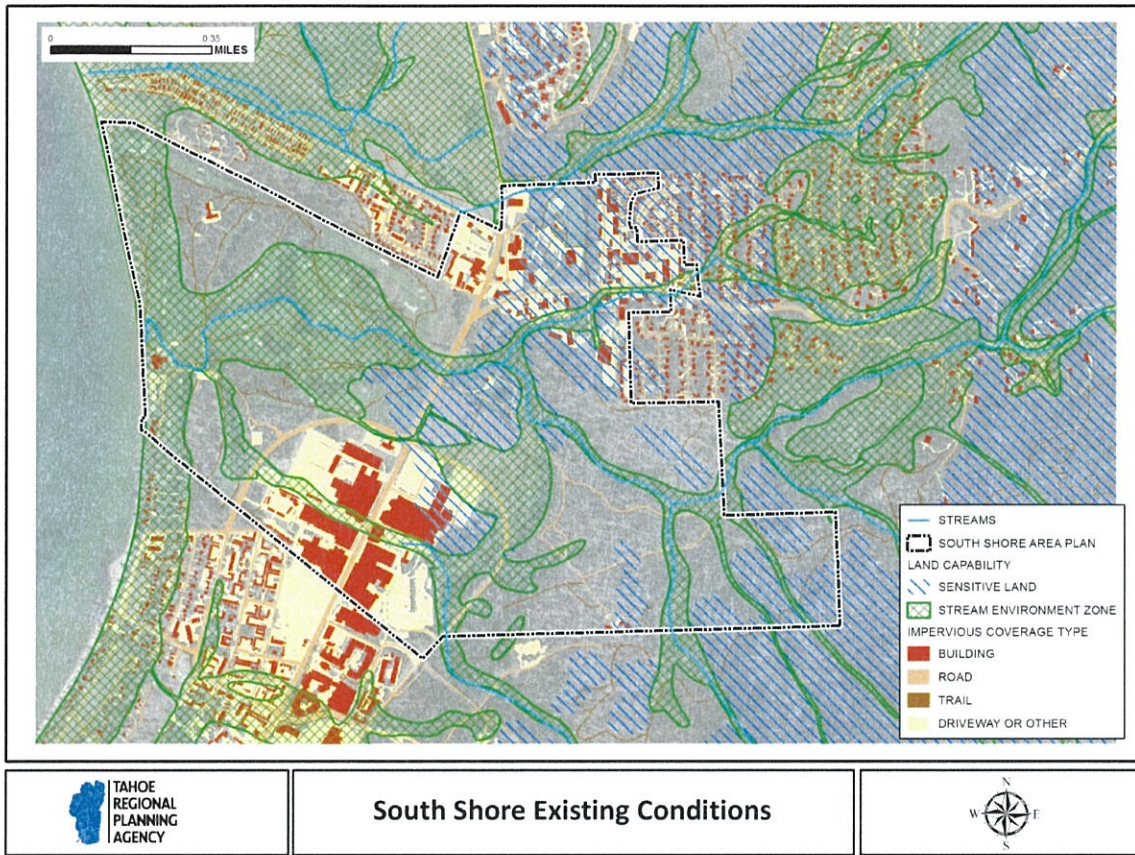 0 0.35
MILES
STREAMS
SOUTH SHORE AREA PLAN
LAND CAPABILITY
SENSITIVE LAND
STREAM ENVIRONMENT ZONE
IMPERVIOUS COVERAGE TYPE
BUILDING
ROAD
TRAIL
DRIVEWAY OR OTHER
TAHOE
REGIONAL
PLANNING
AGENCY
South Shore Existing Conditions
N
W E
S